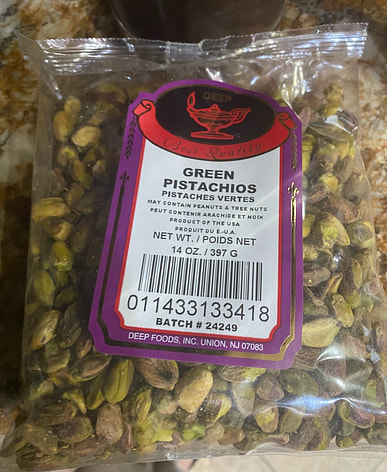 DEEP
Best Quality
GREEN
PISTACHIOS
PISTACHES VERTES
MAY CONTAIN PEANUTS & TREE NUTS
PEUT CONTENIR ARACHIDE ET NOIX
PRODUCT OF THE USA
PRODUIT DU E.-U.A.
NET WT. / POIDS NET
14 OZ. / 397 G
011433133418
BATCH # 24249
DEEP FOODS, INC. UNION, NJ 07083